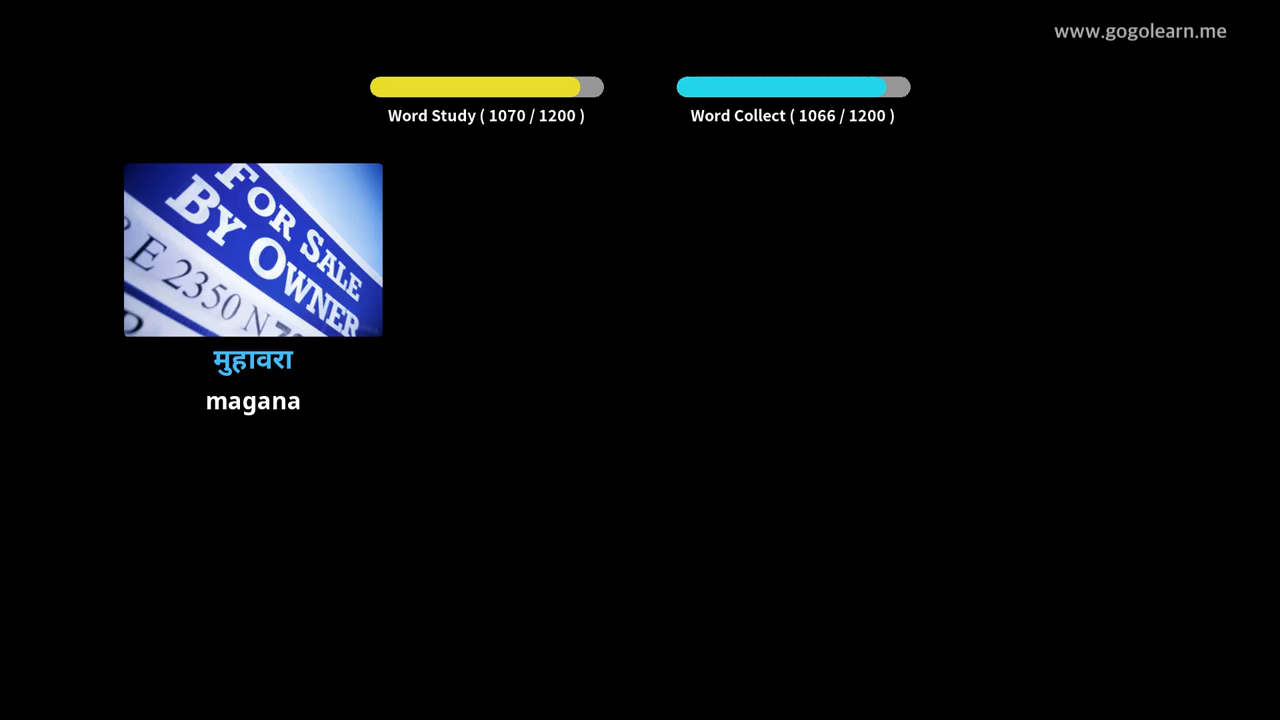 www.gogolearn.me
Word Study ( 1070 / 1200 )
Word Collect ( 1066 / 1200 )
FOR SALE
BY OWNER
E 2350 N
मुहावरा
magana